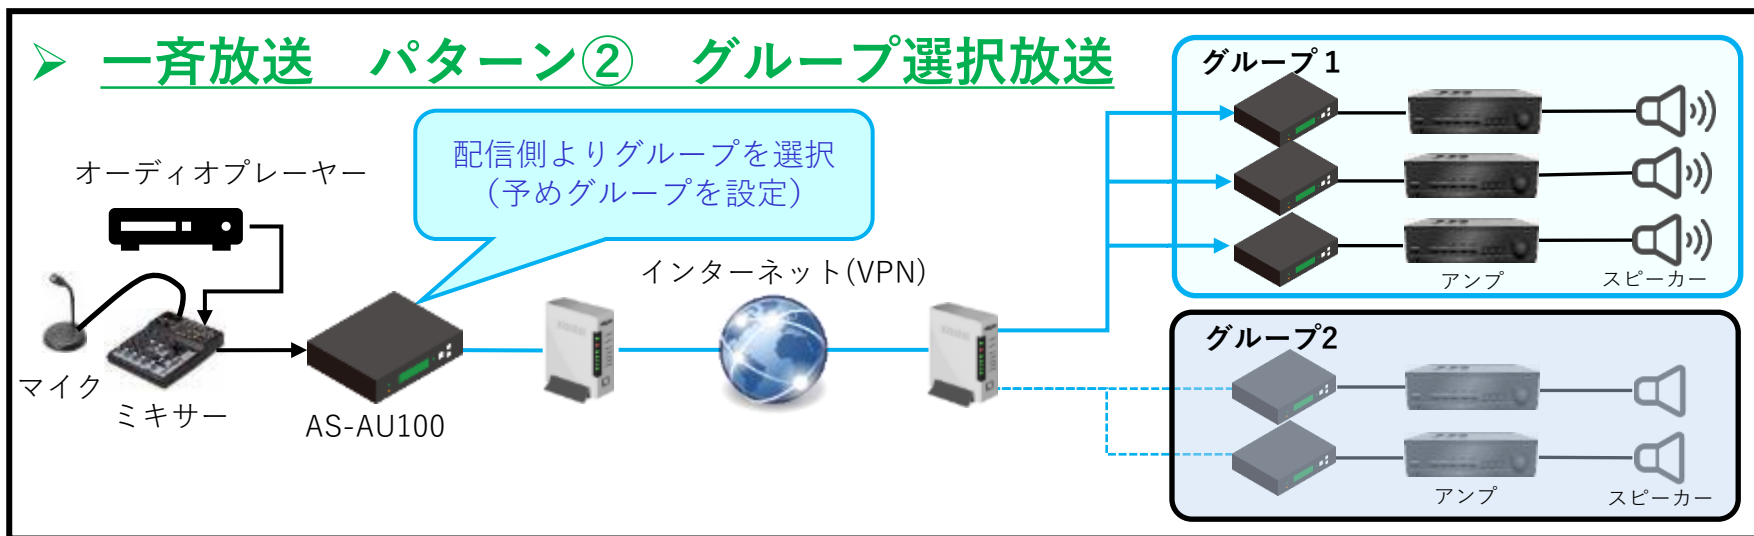 ➢ 一斉放送　パターン②　グループ選択放送
配信側よりグループを選択
(予めグループを設定)
オーディオプレーヤー
マイク
ミキサー
AS-AU100
インターネット(VPN)
グループ1
アンプ
スピーカー
グループ2
アンプ
スピーカー